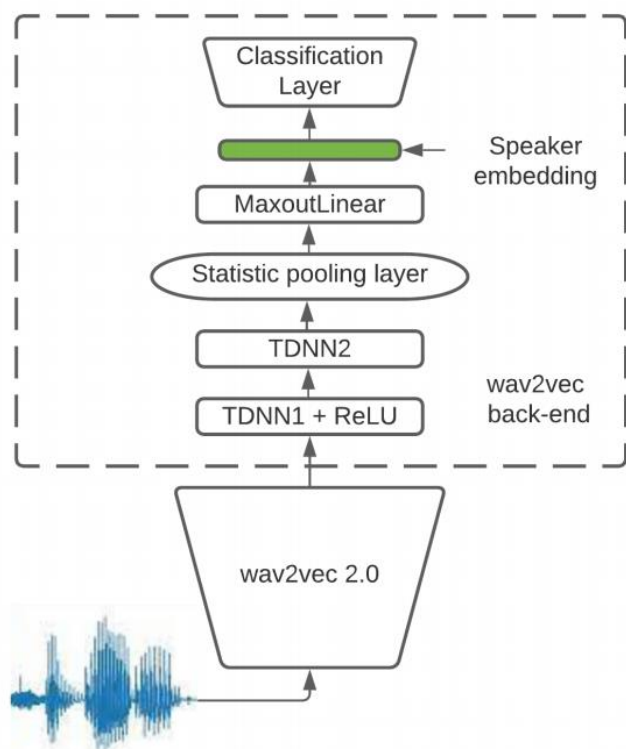 Classification
Layer
Speaker
embedding
MaxoutLinear
Statistic pooling layer
TDNN2
wav2vec
back-end
TDNN1 + ReLU
wav2vec 2.0